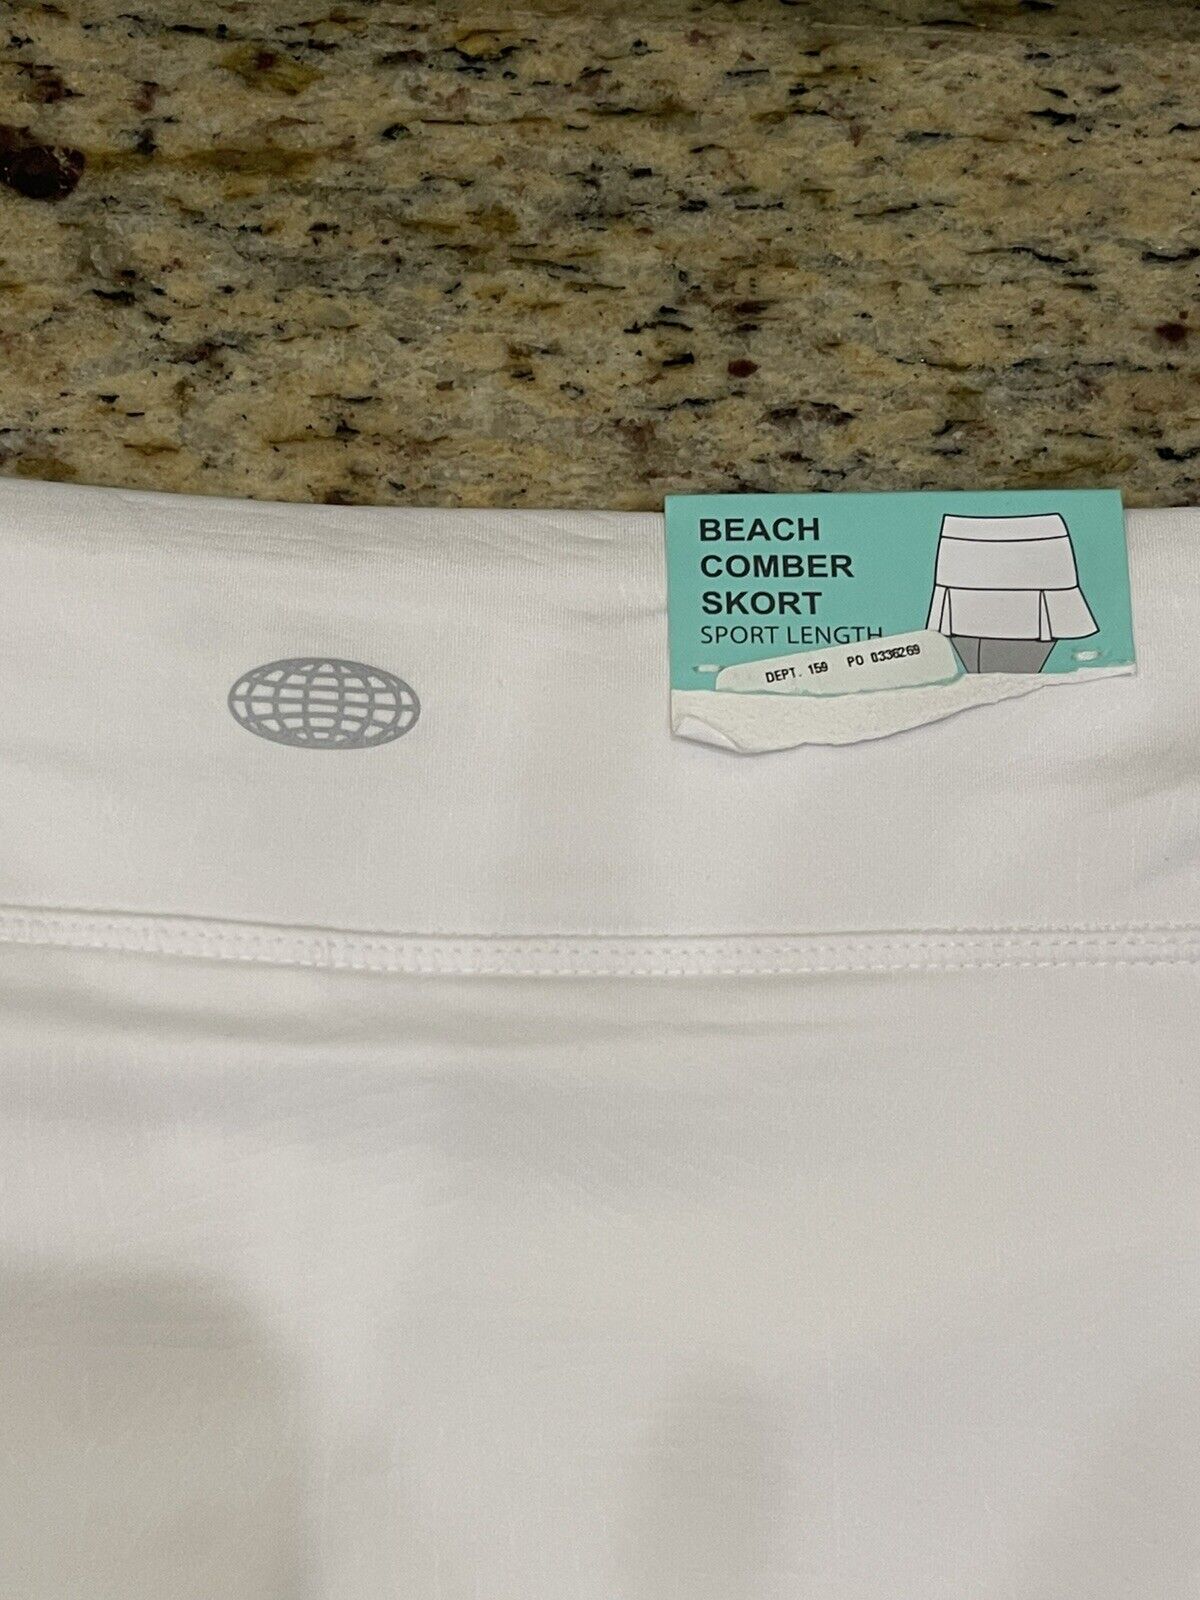 BEACH
COMBER
SKORT
SPORT LENGTH
DEPT. 159 PO 0336269